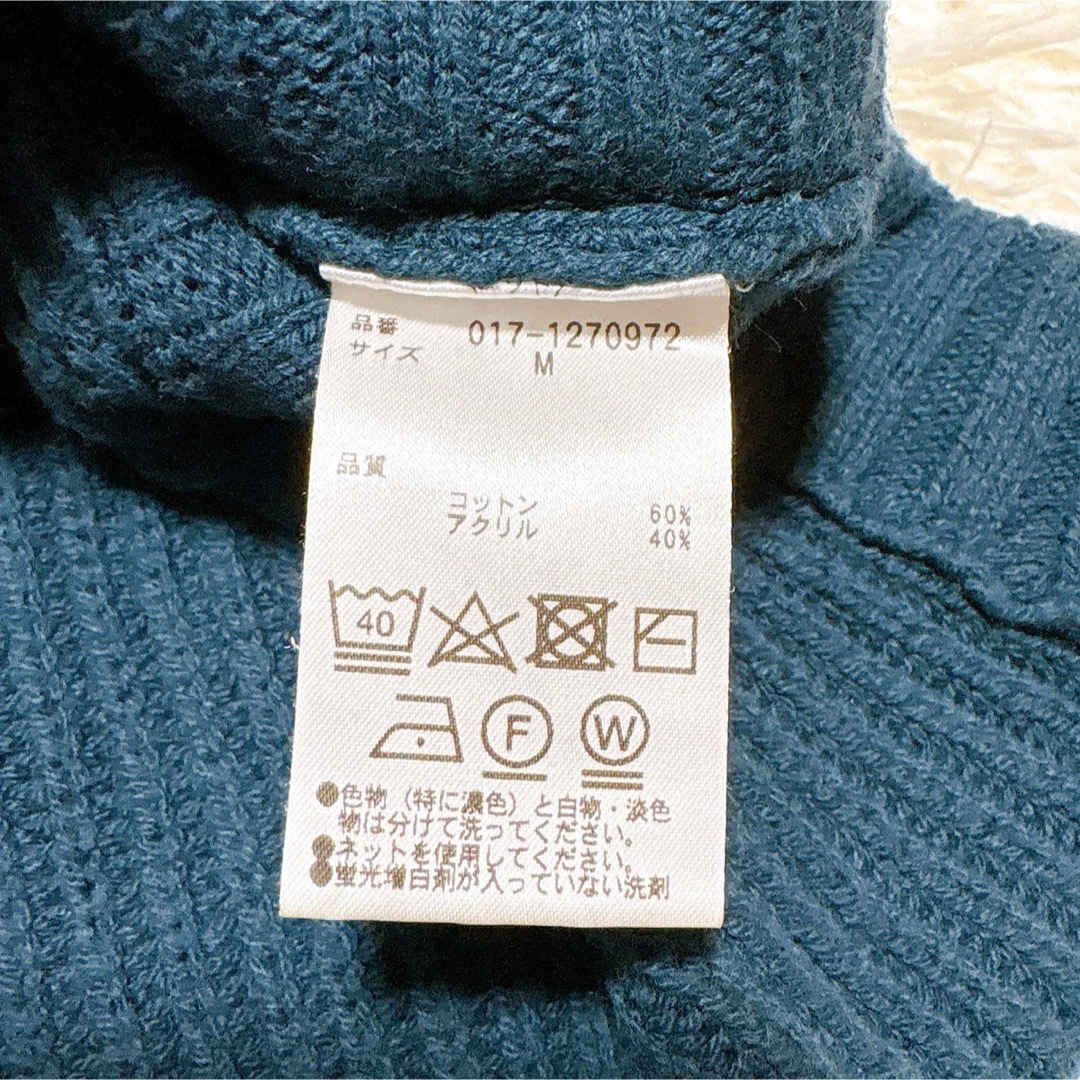 品番 017-1270972
サイズ M
品質
コットン 60%
アクリル 40%
40
F W
●色物（特に濃色）と白物・淡色
物は分けて洗ってください。
●ネットを使用してください。
●蛍光増白剤が入っていない洗剤